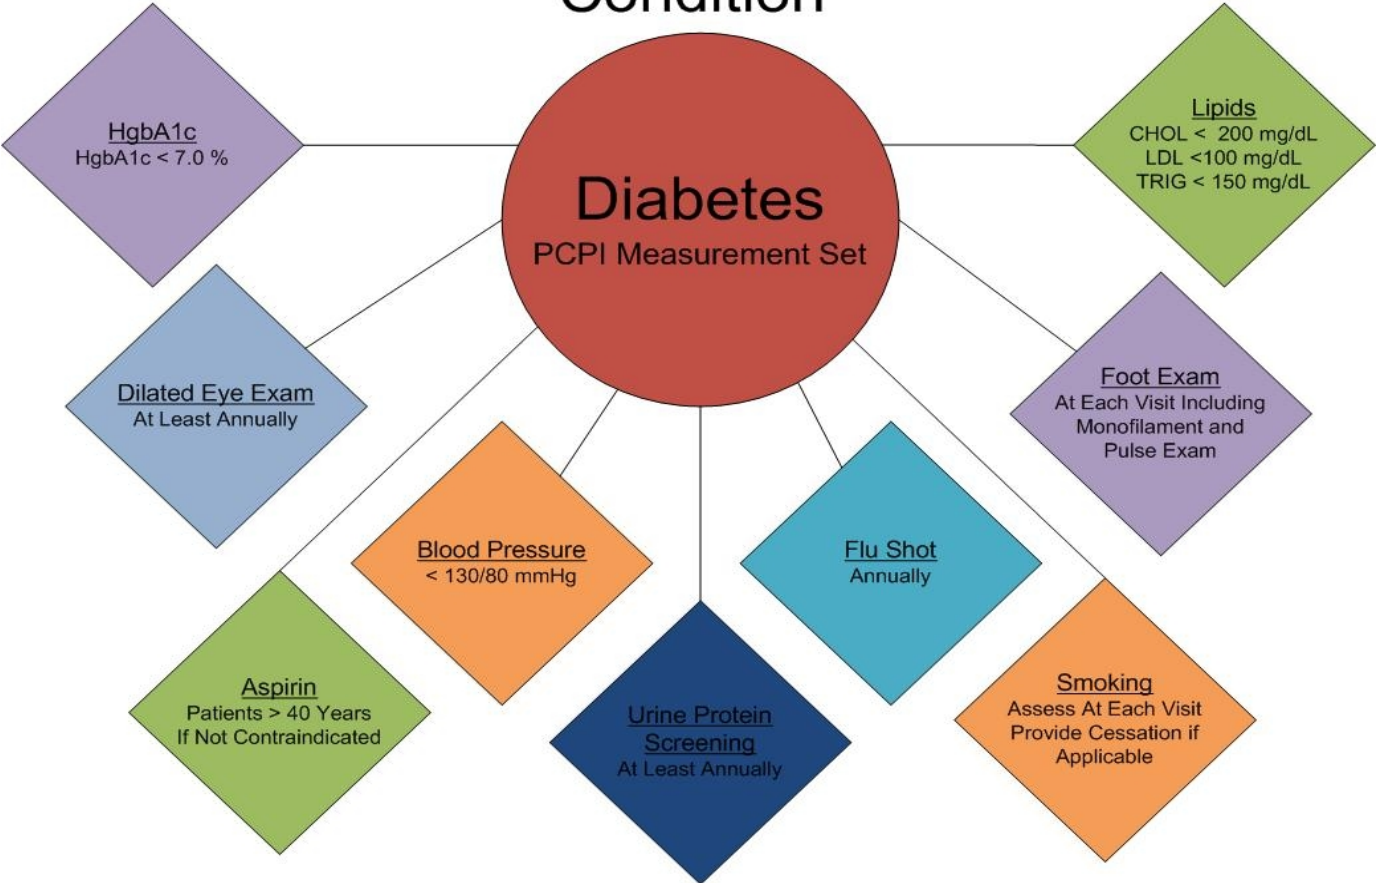 Condition
Diabetes
PCPI Measurement Set
HgbA1c
HgbA1c < 7.0 %
Lipids
CHOL < 200 mg/dL
LDL <100 mg/dL
TRIG < 150 mg/dL
Dilated Eye Exam
At Least Annually
Foot Exam
At Each Visit Including
Monofilament and
Pulse Exam
Blood Pressure
< 130/80 mmHg
Flu Shot
Annually
Aspirin
Patients > 40 Years
If Not Contraindicated
Urine Protein
Screening
At Least Annually
Smoking
Assess At Each Visit
Provide Cessation if
Applicable